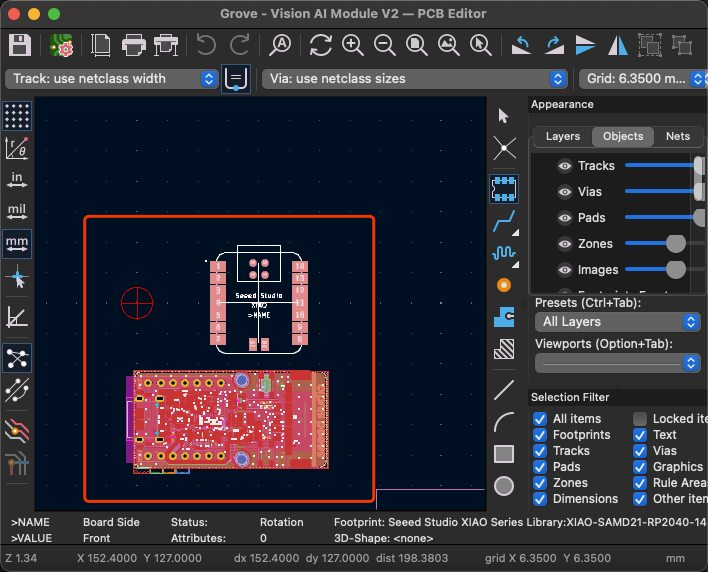 Grove - Vision AI Module V2 — PCB Editor
Track: use netclass width
Via: use netclass sizes
Grid: 6.3500 m...
Appearance
Layers
Objects
Nets
in
mil
mm
Tracks
Vias
Pads
Zones
Images
Presets (Ctrl+Tab):
All Layers
Viewports (Option+Tab):
Selection Filter
All items
Locked ite
Footprints
Text
Tracks
Vias
Pads
Graphics
Zones
Rule Areas
Dimensions
Other item
Seeed Studio
XIAO
>NAME
>NAME Board Side Status: Rotation Footprint: Seeed Studio XIAO Series Library:XIAO-SAMD21-RP2040-14
>VALUE Front Attributes: 0 3D-Shape: <none>
Z 1.34 X 152.4000 Y 127.0000 dx 152.4000 dy 127.0000 dist 198.3803 grid X 6.3500 Y 6.3500 mm